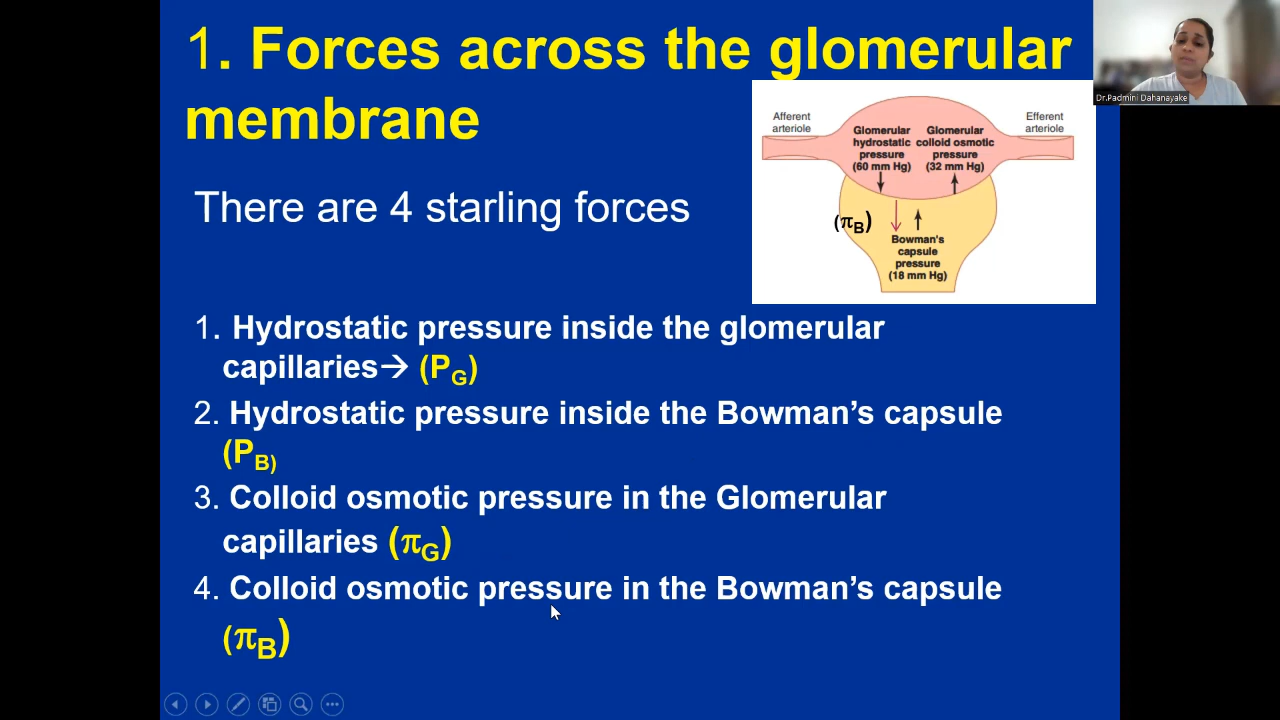 1. Forces across the glomerular
membrane
Dr.Padmini Dahanayake
There are 4 starling forces
Afferent
arteriole
Efferent
arteriole
Glomerular
hydrostatic
pressure
(60 mm Hg)
Glomerular
colloid osmotic
pressure
(32 mm Hg)
(πB)
Bowman's
capsule
pressure
(18 mm Hg)
1. Hydrostatic pressure inside the glomerular
capillaries→ (PG)
2. Hydrostatic pressure inside the Bowman’s capsule
(PB)
3. Colloid osmotic pressure in the Glomerular
capillaries (πG)
4. Colloid osmotic pressure in the Bowman’s capsule
(πB)